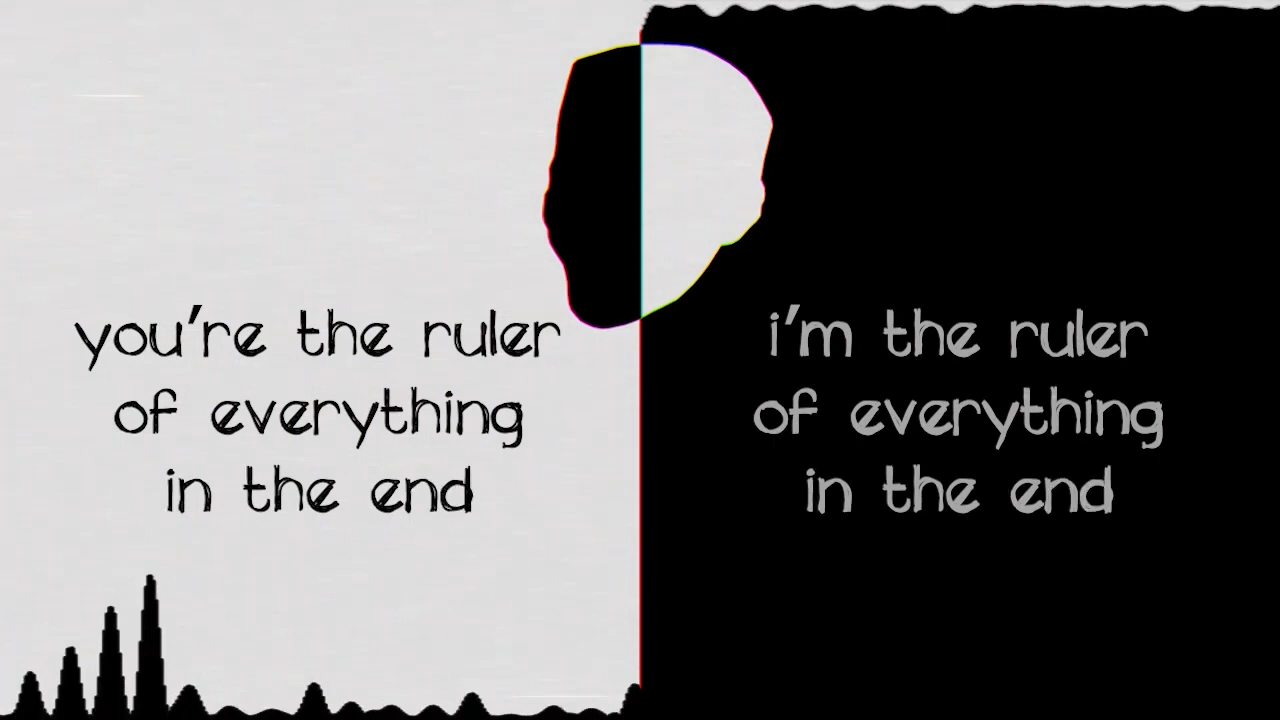 you're the ruler
of everything
in the end
i'm the ruler
of everything
in the end